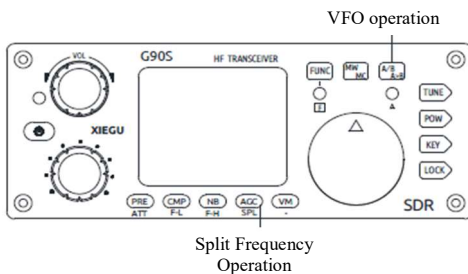 VFO operation
VOL
G90S
HF TRANSCEIVER
FUNC
MW
MC
A/B
A>B
F
A
TUNE
POW
KEY
LOCK
XIEGU
PRE
CMP
NB
AGC
VM
ATT
F-L
F-H
SPL
-
SDR
Split Frequency
Operation